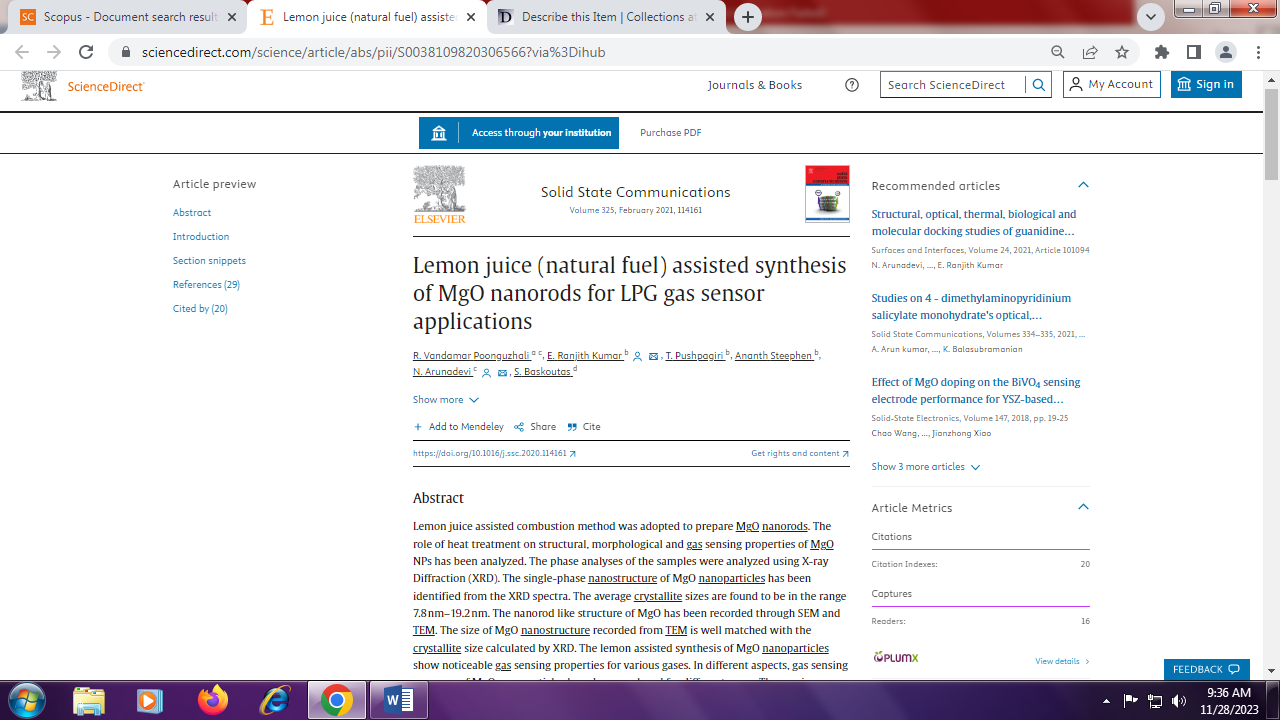 Scopus - Document search result
Lemon juice (natural fuel) assiste
Describe this Item | Collections at
sciencedirect.com/science/article/abs/pii/S0038109820306566?via%3Dihub
ScienceDirect
Journals & Books
Search ScienceDirect
My Account
Sign in
Access through your institution
Purchase PDF
Article preview
Abstract
Introduction
Section snippets
References (29)
Cited by (20)
ELSEVIER
Solid State Communications
Volume 325, February 2021, 114161
Lemon juice (natural fuel) assisted synthesis
of MgO nanorods for LPG gas sensor
applications
R. Vandamar Poonguzhali a c, E. Ranjith Kumar b, T. Pushpagiri b, Ananth Steephen b,
N. Arunadevi c, S. Baskoutas d
Show more
+ Add to Mendeley Share Cite
https://doi.org/10.1016/j.ssc.2020.114161
Get rights and content
Abstract
Lemon juice assisted combustion method was adopted to prepare MgO nanorods. The
role of heat treatment on structural, morphological and gas sensing properties of MgO
NPs has been analyzed. The phase analyses of the samples were analyzed using X-ray
Diffraction (XRD). The single-phase nanostructure of MgO nanoparticles has been
identified from the XRD spectra. The average crystallite sizes are found to be in the range
7.8 nm–19.2 nm. The nanorod like structure of MgO has been recorded through SEM and
TEM. The size of MgO nanostructure recorded from TEM is well matched with the
crystallite size calculated by XRD. The lemon assisted synthesis of MgO nanoparticles
show noticeable gas sensing properties for various gases. In different aspects, gas sensing
Recommended articles
Structural, optical, thermal, biological and
molecular docking studies of guanidine…
Surfaces and Interfaces, Volume 24, 2021, Article 101094
N. Arunadevi, …, E. Ranjith Kumar
Studies on 4 - dimethylaminopyridinium
salicylate monohydrate's optical,…
Solid State Communications, Volumes 334–335, 2021, …
A. Arun kumar, …, K. Balasubramanian
Effect of MgO doping on the BiVO4 sensing
electrode performance for YSZ-based…
Solid-State Electronics, Volume 147, 2018, pp. 19-25
Chao Wang, …, Jianzhong Xiao
Show 3 more articles
Article Metrics
Citations
Citation Indexes: 20
Captures
Readers: 16
PLUMX
View details
FEEDBACK
9:36 AM
11/28/2023